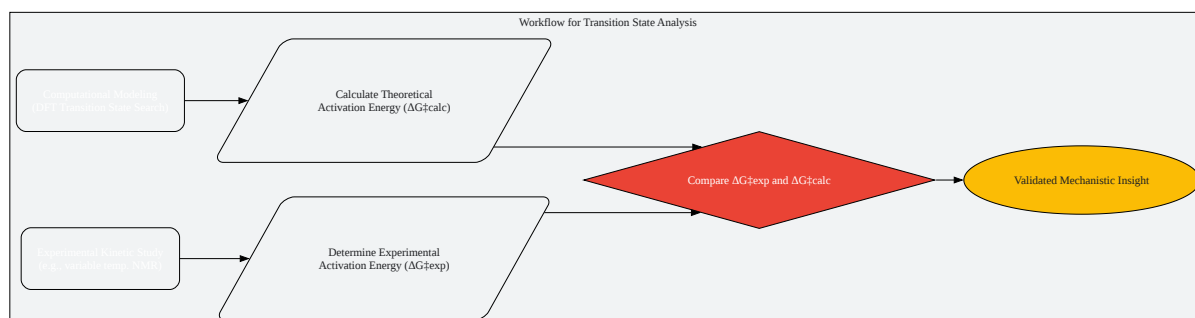 Workflow for Transition State Analysis
Computational Modeling
(DFT Transition State Search)
Calculate Theoretical
Activation Energy (ΔG‡calc)
Compare ΔG‡exp and ΔG‡calc
Validated Mechanistic Insight
Experimental Kinetic Study
(e.g., variable temp. NMR)
Determine Experimental
Activation Energy (ΔG‡exp)